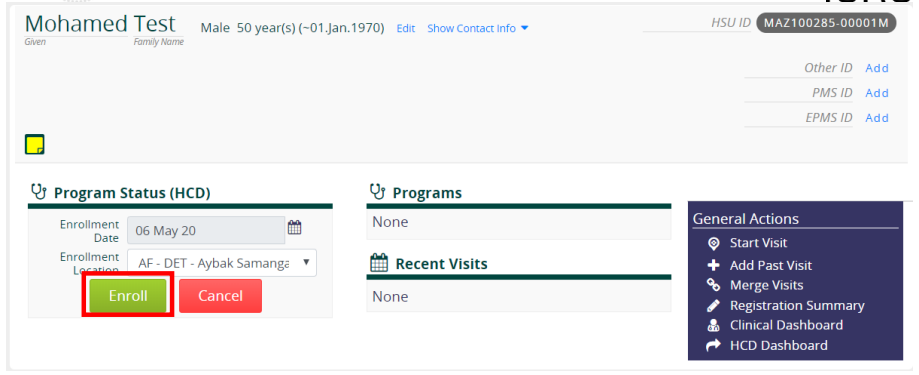 Mohamed Test Male 50 year(s) (~01.Jan.1970) Edit Show Contact Info
Given Family Name
HSU ID MAZ100285-00001M
Other ID Add
PMS ID Add
EPMS ID Add
Program Status (HCD)
Enrollment Date 06 May 20
Enrollment Location AF - DET - Aybak Samanga
Enroll Cancel
Programs
None
Recent Visits
None
General Actions
Start Visit
Add Past Visit
Merge Visits
Registration Summary
Clinical Dashboard
HCD Dashboard